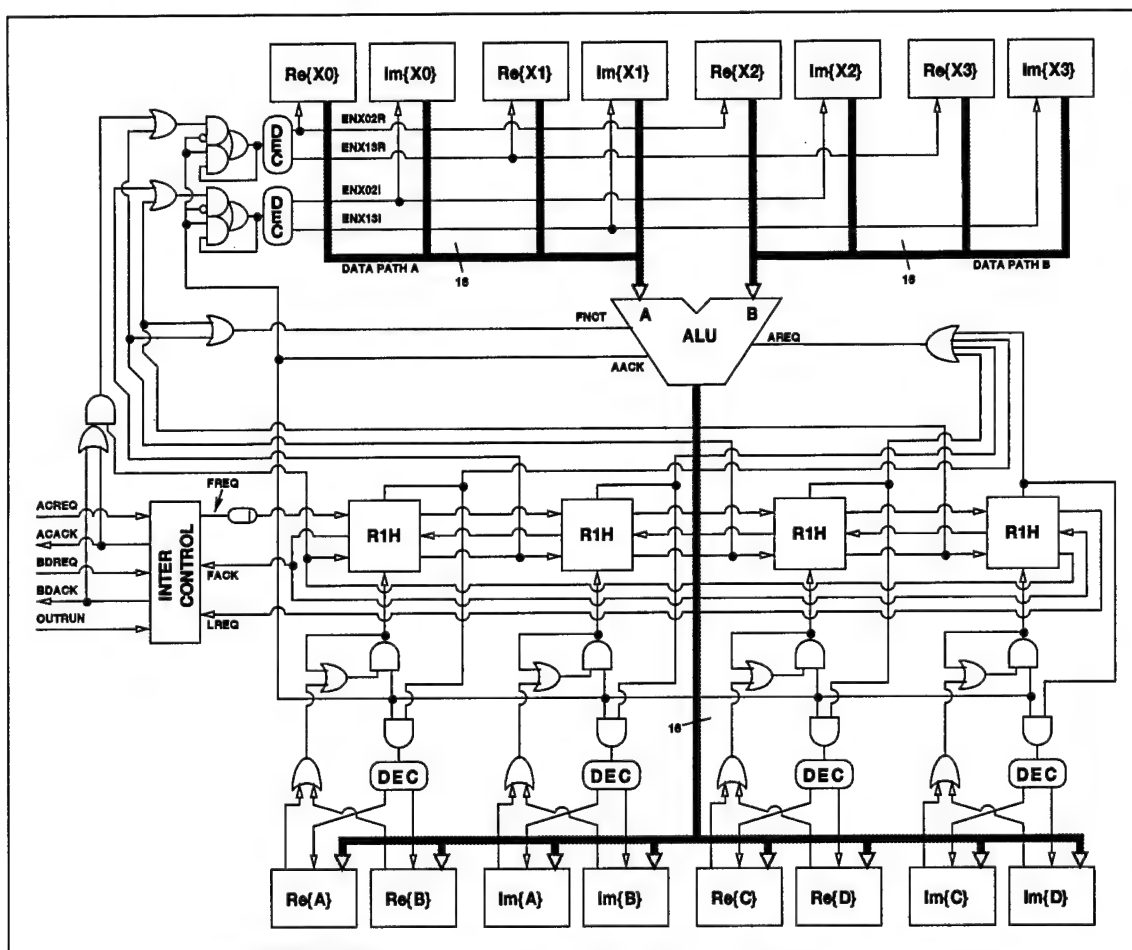 Re{X0} Im{X0} Re{X1} Im{X1} Re{X2} Im{X2} Re{X3} Im{X3}
ENX02R
DEC
ENX13R
ENX02I
DEC
ENX13I
16
16
DATA PATH A
DATA PATH B
A B
FNCT
ALU
AREQ
AACK
FREQ
ACREQ
ACACK
BDREQ
BDACK
OUTRUN
INTER CONTROL
FACK
LREQ
R1H R1H R1H R1H
16
DEC DEC DEC DEC
Re{A} Re{B} Im{A} Im{B} Re{C} Re{D} Im{C} Im{D}